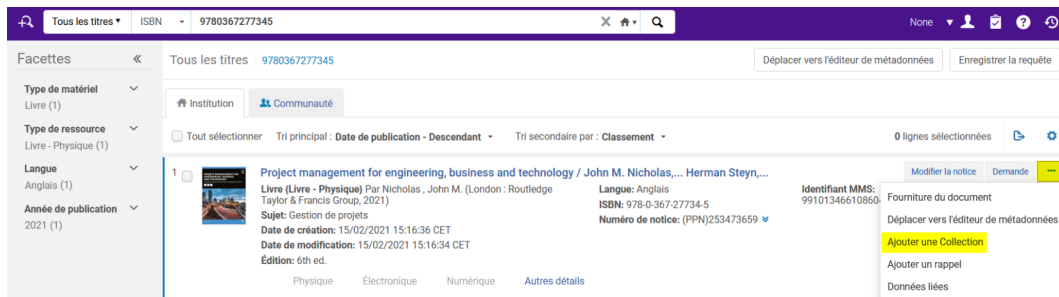 Tous les titres ISBN 9780367277345 None
Facettes
Type de matériel
Livre (1)
Type de ressource
Livre - Physique (1)
Langue
Anglais (1)
Année de publication
2021 (1)
Tous les titres 9780367277345 Déplacer vers l'éditeur de métadonnées Enregistrer la requête
Institution Communauté
Tout sélectionner Tri principal : Date de publication - Descendant Tri secondaire par : Classement 0 lignes sélectionnées
1 Project management for engineering, business and technology / John M. Nicholas,... Herman Steyn,... Modifier la notice Demande
Livre {Livre - Physique} Par Nicholas , John M. (London : Routledge
Taylor & Francis Group, 2021)
Sujet: Gestion de projets
Date de création: 15/02/2021 15:16:36 CET
Date de modification: 15/02/2021 15:16:34 CET
Édition: 6th ed.
Langue: Anglais
ISBN: 978-0-367-27734-5
Numéro de notice: (PPN)253473659
Identifiant MMS:
99101346610860
Fourniture du document
Déplacer vers l'éditeur de métadonnées
Ajouter une Collection
Ajouter un rappel
Données liées
Physique Électronique Numérique Autres détails